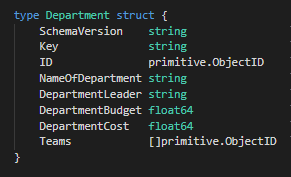 type Department struct {
    SchemaVersion    string
    Key              string
    ID               primitive.ObjectID
    NameOfDepartment string
    DepartmentLeader string
    DepartmentBudget float64
    DepartmentCost   float64
    Teams            []primitive.ObjectID
}